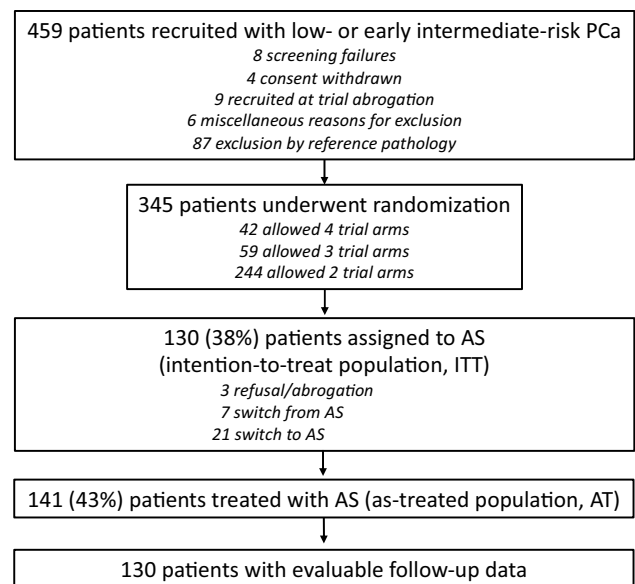 459 patients recruited with low- or early intermediate-risk PCa
8 screening failures
4 consent withdrawn
9 recruited at trial abrogation
6 miscellaneous reasons for exclusion
87 exclusion by reference pathology
345 patients underwent randomization
42 allowed 4 trial arms
59 allowed 3 trial arms
244 allowed 2 trial arms
130 (38%) patients assigned to AS
(intention-to-treat population, ITT)
3 refusal/abrogation
7 switch from AS
21 switch to AS
141 (43%) patients treated with AS (as-treated population, AT)
130 patients with evaluable follow-up data